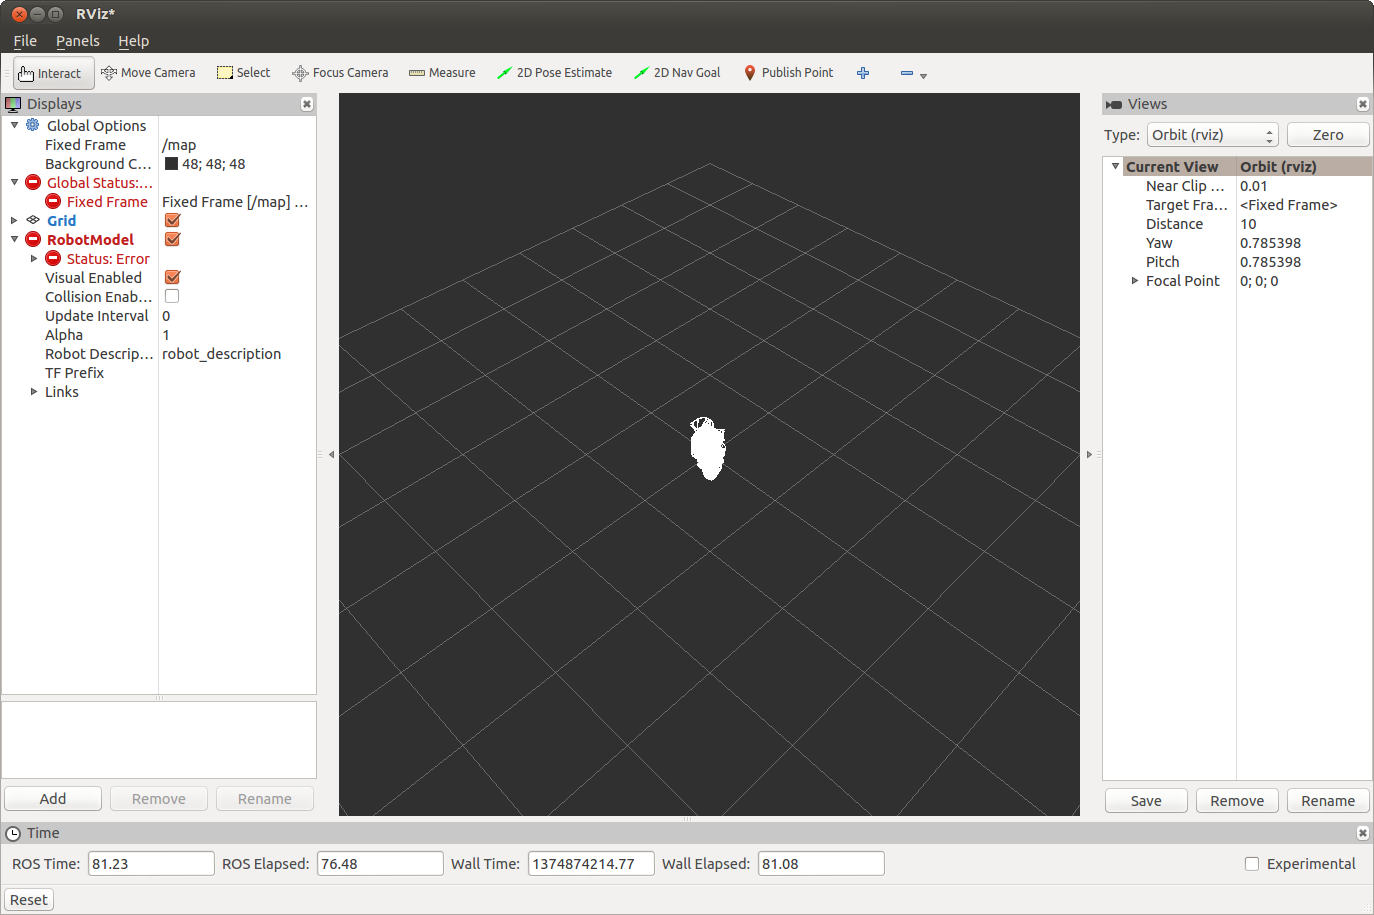 RViz*
File Panels Help
Interact Move Camera Select Focus Camera Measure 2D Pose Estimate 2D Nav Goal Publish Point
Displays
Global Options
Fixed Frame /map
Background C... 48; 48; 48
Global Status:...
Fixed Frame Fixed Frame [/map] ...
Grid
RobotModel
Status: Error
Visual Enabled
Collision Enab...
Update Interval 0
Alpha 1
Robot Descrip... robot_description
TF Prefix
Links
Add Remove Rename
Views
Type: Orbit (rviz) Zero
Current View Orbit (rviz)
Near Clip ... 0.01
Target Fra... <Fixed Frame>
Distance 10
Yaw 0.785398
Pitch 0.785398
Focal Point 0; 0; 0
Save Remove Rename
Time
ROS Time: 81.23 ROS Elapsed: 76.48 Wall Time: 1374874214.77 Wall Elapsed: 81.08 Experimental
Reset